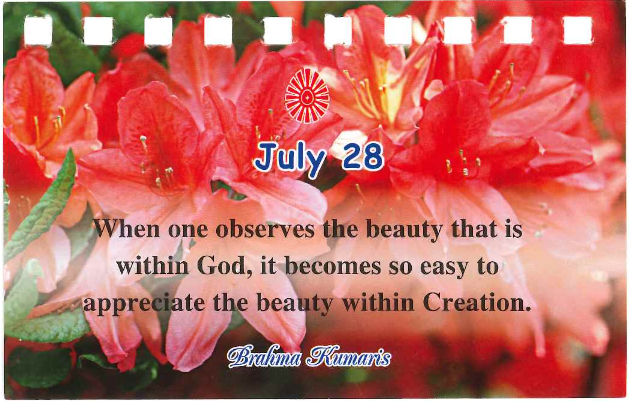 July 28
When one observes the beauty that is
within God, it becomes so easy to
appreciate the beauty within Creation.
Brahma Kumaris